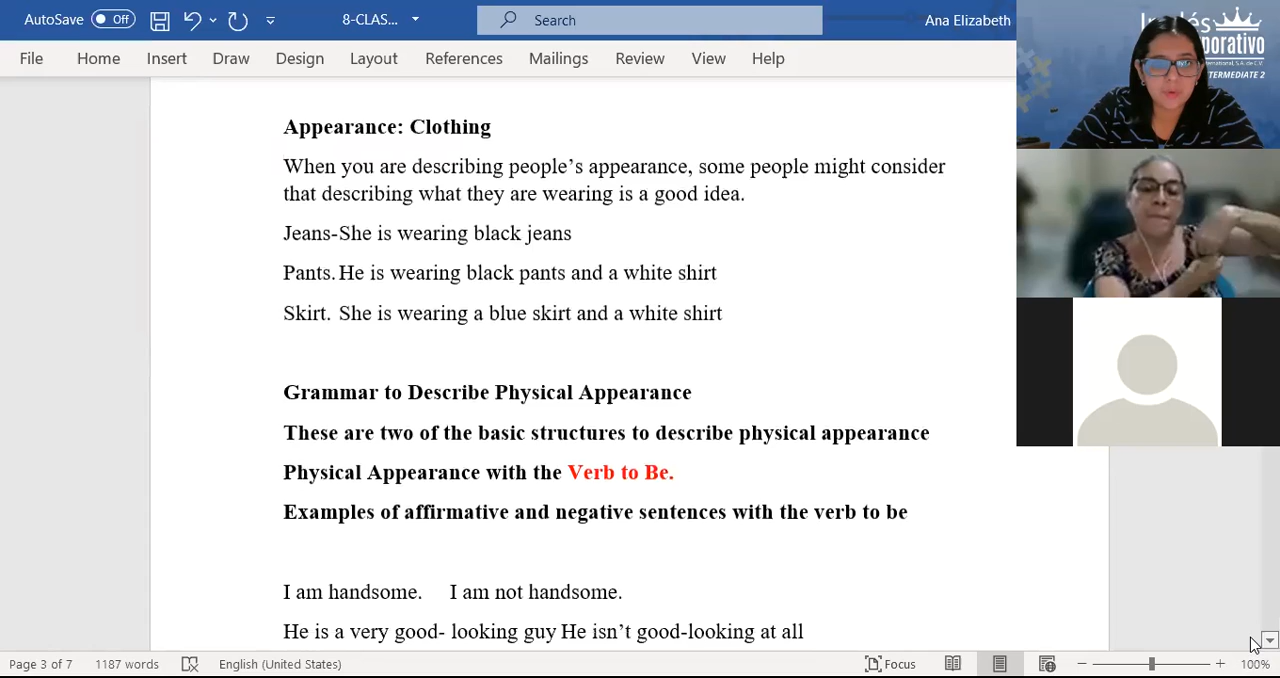 AutoSave Off 8-CLAS... Search Ana Elizabeth
File Home Insert Draw Design Layout References Mailings Review View Help
INTERMEDIATE 2
Appearance: Clothing
When you are describing people's appearance, some people might consider
that describing what they are wearing is a good idea.
Jeans-She is wearing black jeans
Pants. He is wearing black pants and a white shirt
Skirt. She is wearing a blue skirt and a white shirt
Grammar to Describe Physical Appearance
These are two of the basic structures to describe physical appearance
Physical Appearance with the Verb to Be.
Examples of affirmative and negative sentences with the verb to be
I am handsome. I am not handsome.
He is a very good- looking guy He isn't good-looking at all
Page 3 of 7 1187 words English (United States) Focus 100%